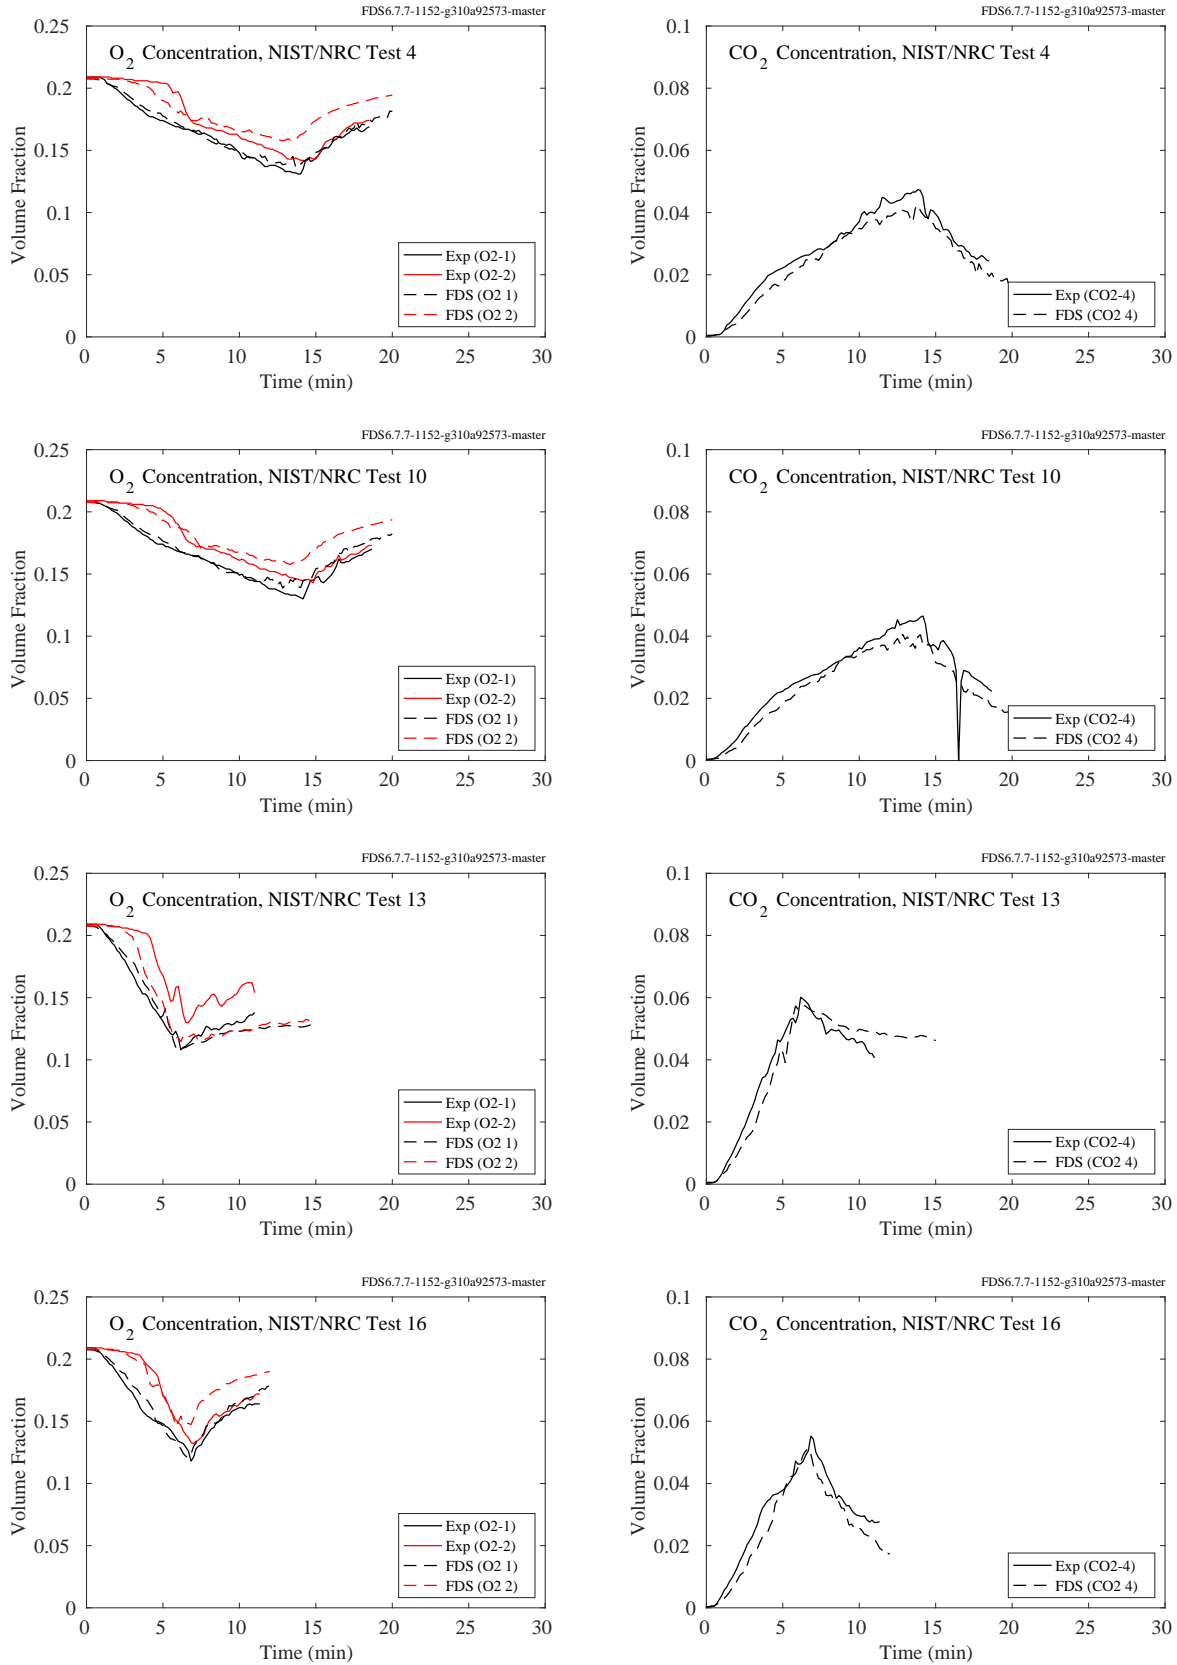 FDS6.7.7-1152-g310a92573-master
O2 Concentration, NIST/NRC Test 4
Volume Fraction
0.25
0.2
0.15
0.1
0.05
0
Exp (O2-1)
Exp (O2-2)
FDS (O2 1)
FDS (O2 2)
0 5 10 15 20 25 30
Time (min)
FDS6.7.7-1152-g310a92573-master
CO2 Concentration, NIST/NRC Test 4
Volume Fraction
0.1
0.08
0.06
0.04
0.02
0
Exp (CO2-4)
FDS (CO2 4)
0 5 10 15 20 25 30
Time (min)
FDS6.7.7-1152-g310a92573-master
O2 Concentration, NIST/NRC Test 10
Volume Fraction
0.25
0.2
0.15
0.1
0.05
0
Exp (O2-1)
Exp (O2-2)
FDS (O2 1)
FDS (O2 2)
0 5 10 15 20 25 30
Time (min)
FDS6.7.7-1152-g310a92573-master
CO2 Concentration, NIST/NRC Test 10
Volume Fraction
0.1
0.08
0.06
0.04
0.02
0
Exp (CO2-4)
FDS (CO2 4)
0 5 10 15 20 25 30
Time (min)
FDS6.7.7-1152-g310a92573-master
O2 Concentration, NIST/NRC Test 13
Volume Fraction
0.25
0.2
0.15
0.1
0.05
0
Exp (O2-1)
Exp (O2-2)
FDS (O2 1)
FDS (O2 2)
0 5 10 15 20 25 30
Time (min)
FDS6.7.7-1152-g310a92573-master
CO2 Concentration, NIST/NRC Test 13
Volume Fraction
0.1
0.08
0.06
0.04
0.02
0
Exp (CO2-4)
FDS (CO2 4)
0 5 10 15 20 25 30
Time (min)
FDS6.7.7-1152-g310a92573-master
O2 Concentration, NIST/NRC Test 16
Volume Fraction
0.25
0.2
0.15
0.1
0.05
0
Exp (O2-1)
Exp (O2-2)
FDS (O2 1)
FDS (O2 2)
0 5 10 15 20 25 30
Time (min)
FDS6.7.7-1152-g310a92573-master
CO2 Concentration, NIST/NRC Test 16
Volume Fraction
0.1
0.08
0.06
0.04
0.02
0
Exp (CO2-4)
FDS (CO2 4)
0 5 10 15 20 25 30
Time (min)